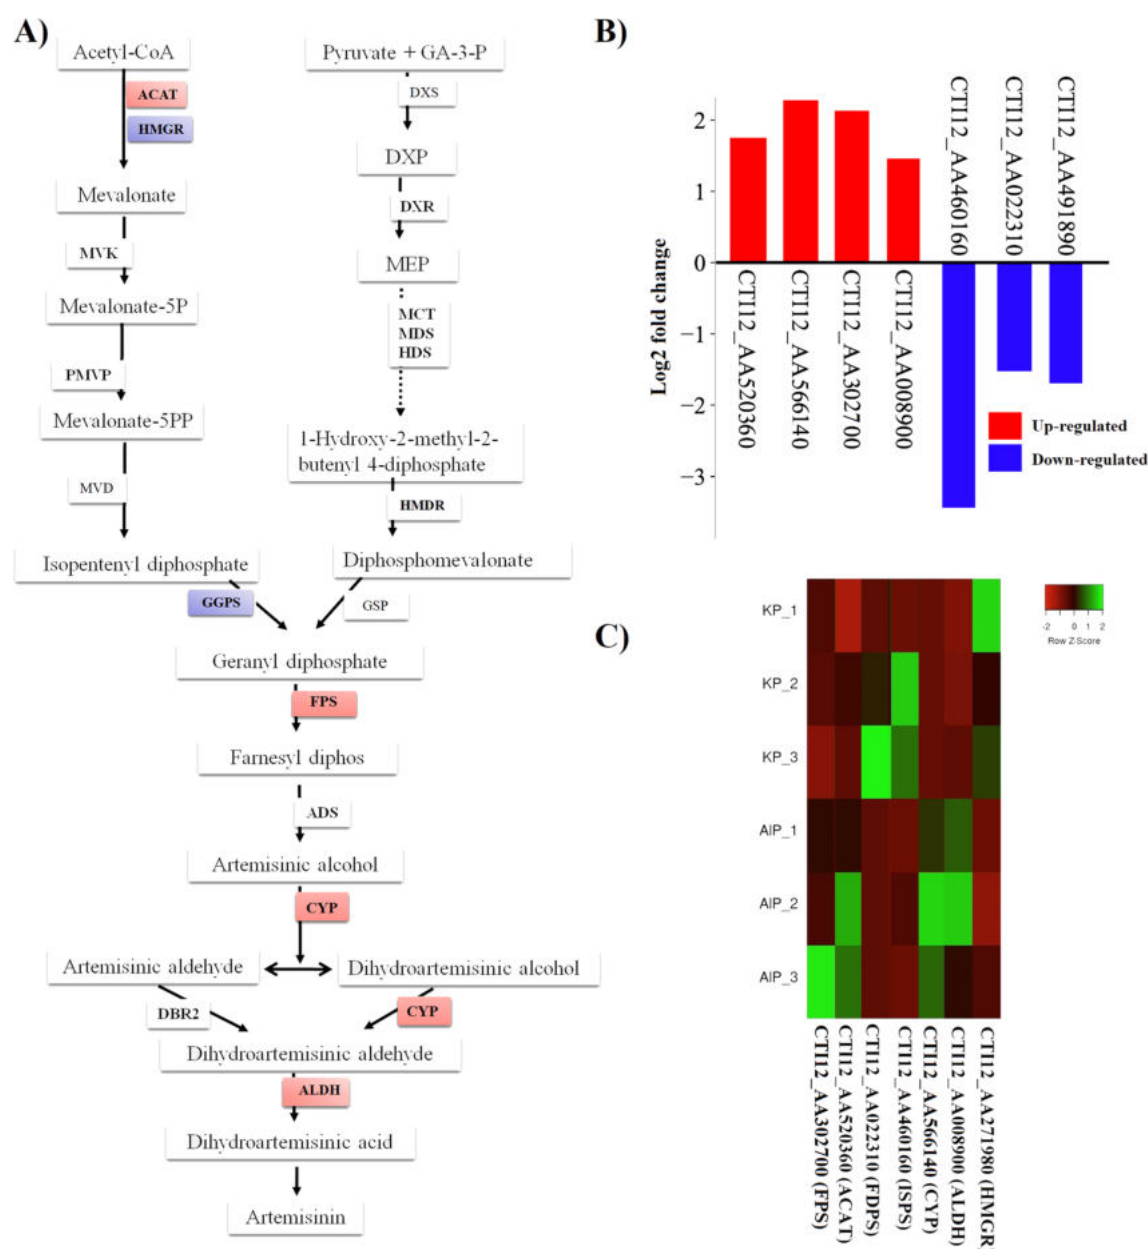 A)
Acetyl-CoA
ACAT
HMGR
Mevalonate
MVK
Mevalonate-5P
PMVP
Mevalonate-5PP
MVD
Isopentenyl diphosphate
GGPS
Pyruvate + GA-3-P
DXS
DXP
DXR
MEP
MCT
MDS
HDS
1-Hydroxy-2-methyl-2-
butenyl 4-diphosphate
HMDR
Diphosphomevalonate
GSP
Geranyl diphosphate
FPS
Farnesyl diphos
ADS
Artemisinic alcohol
CYP
Artemisinic aldehyde
Dihydroartemisinic alcohol
DBR2
CYP
Dihydroartemisinic aldehyde
ALDH
Dihydroartemisinic acid
Artemisinin
B)
Log2 fold change
2
1
0
−1
−2
−3
CTI12_AA520360
CTI12_AA566140
CTI12_AA302700
CTI12_AA008900
CTI12_AA460160
CTI12_AA022310
CTI12_AA491890
Up-regulated
Down-regulated
C)
KP_1
KP_2
KP_3
AIP_1
AIP_2
AIP_3
-2 0 1 2
Row Z-Score
CTI12_AA302700 (FPS)
CTI12_AA520360 (ACAT)
CTI12_AA022310 (FDPS)
CTI12_AA460160 (ISPS)
CTI12_AA566140 (CYP)
CTI12_AA008900 (ALDH)
CTI12_AA271980 (HMGR